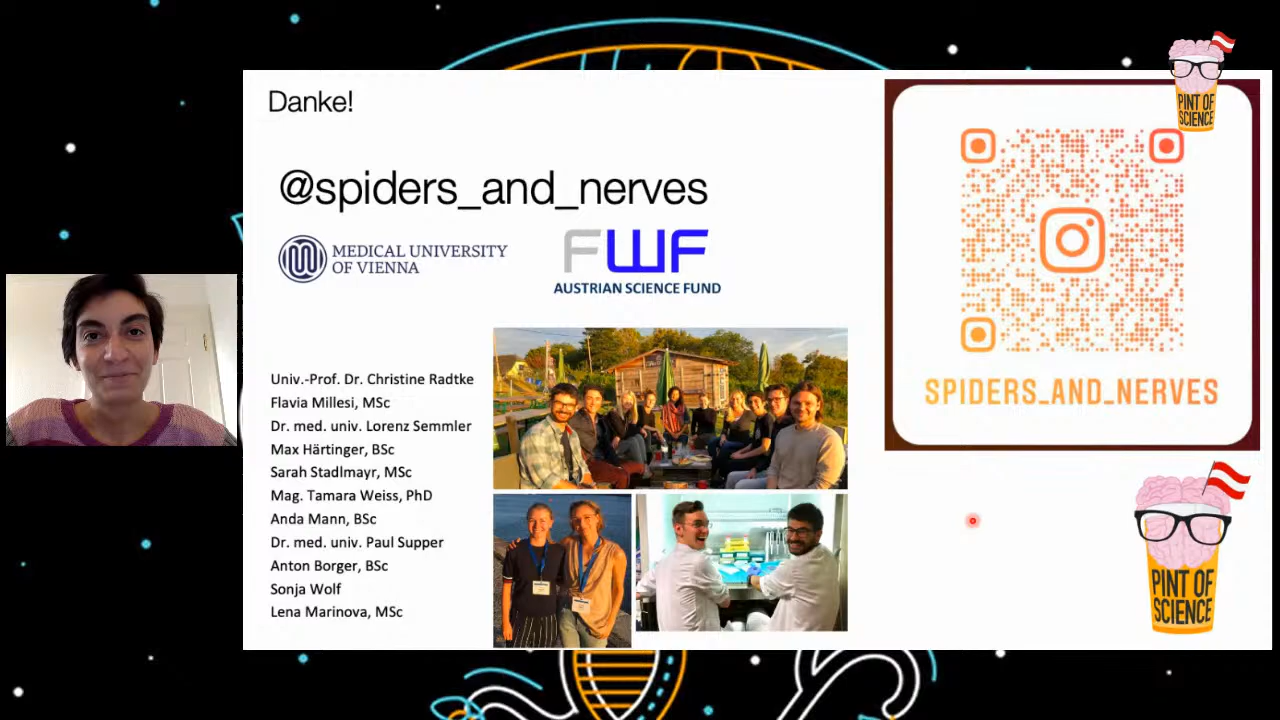 Danke!
@spiders_and_nerves
MEDICAL UNIVERSITY
OF VIENNA
FWF
AUSTRIAN SCIENCE FUND
Univ.-Prof. Dr. Christine Radtke
Flavia Millesi, MSc
Dr. med. univ. Lorenz Semmler
Max Härtinger, BSc
Sarah Stadlmayr, MSc
Mag. Tamara Weiss, PhD
Anda Mann, BSc
Dr. med. univ. Paul Supper
Anton Borger, BSc
Sonja Wolf
Lena Marinova, MSc
SPIDERS_AND_NERVES
PINT OF
SCIENCE
PINT OF
SCIENCE